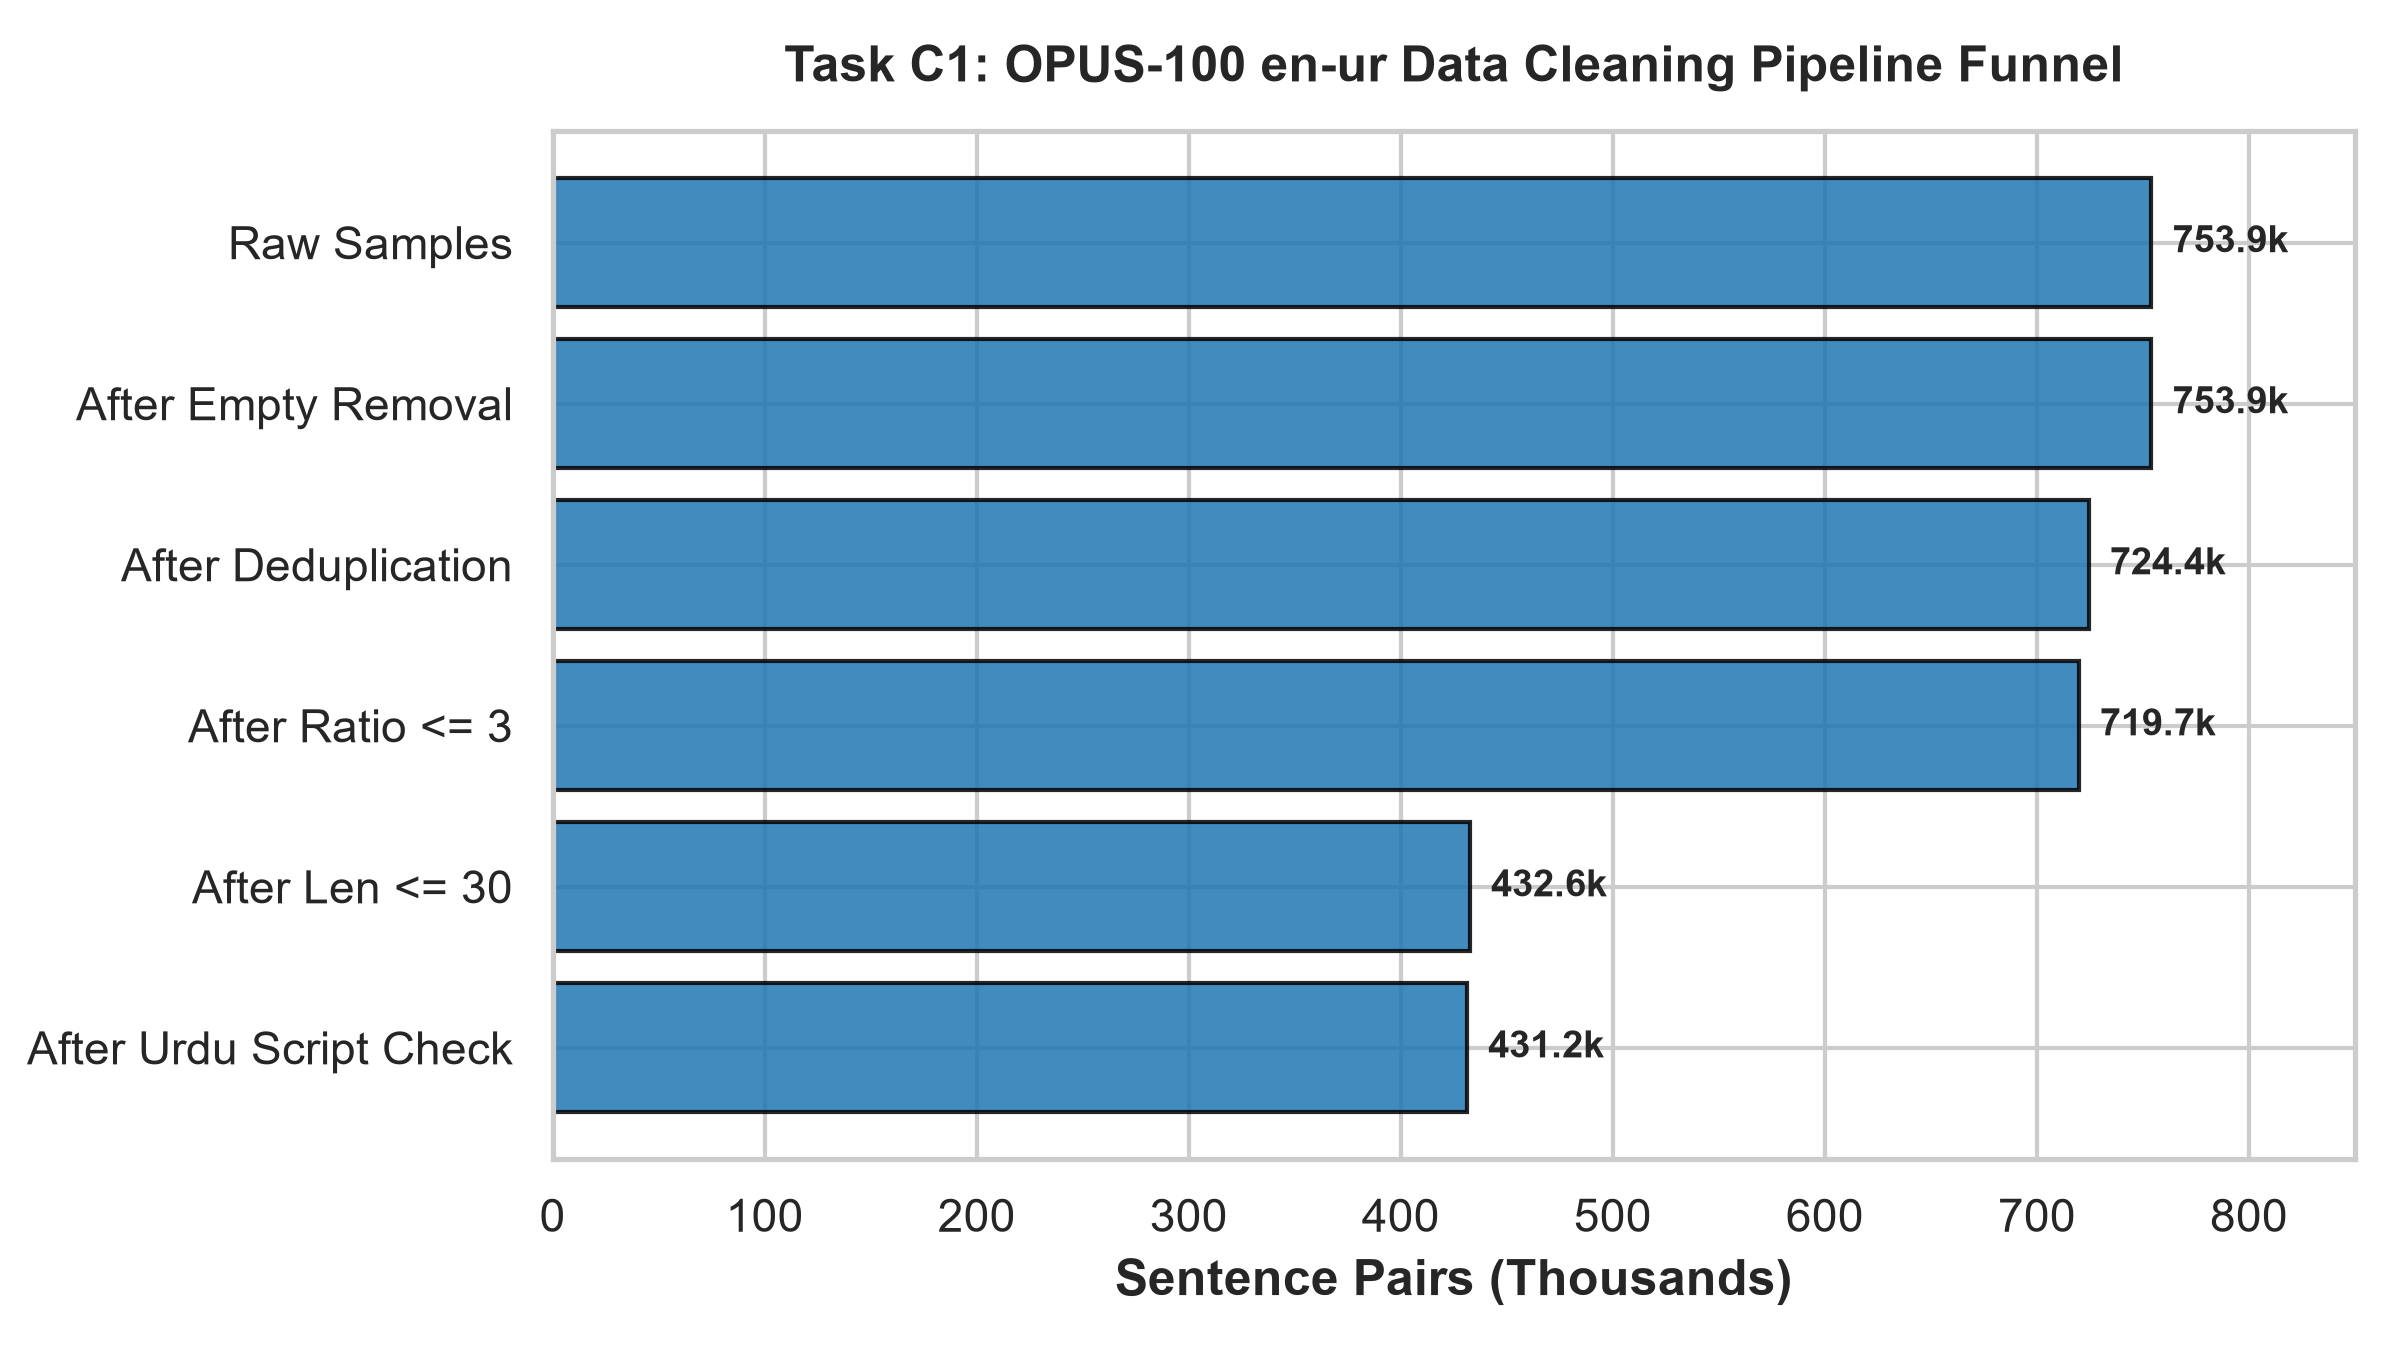 Task C1: OPUS-100 en-ur Data Cleaning Pipeline Funnel
Raw Samples 753.9k
After Empty Removal 753.9k
After Deduplication 724.4k
After Ratio <= 3 719.7k
After Len <= 30 432.6k
After Urdu Script Check 431.2k
0 100 200 300 400 500 600 700 800
Sentence Pairs (Thousands)